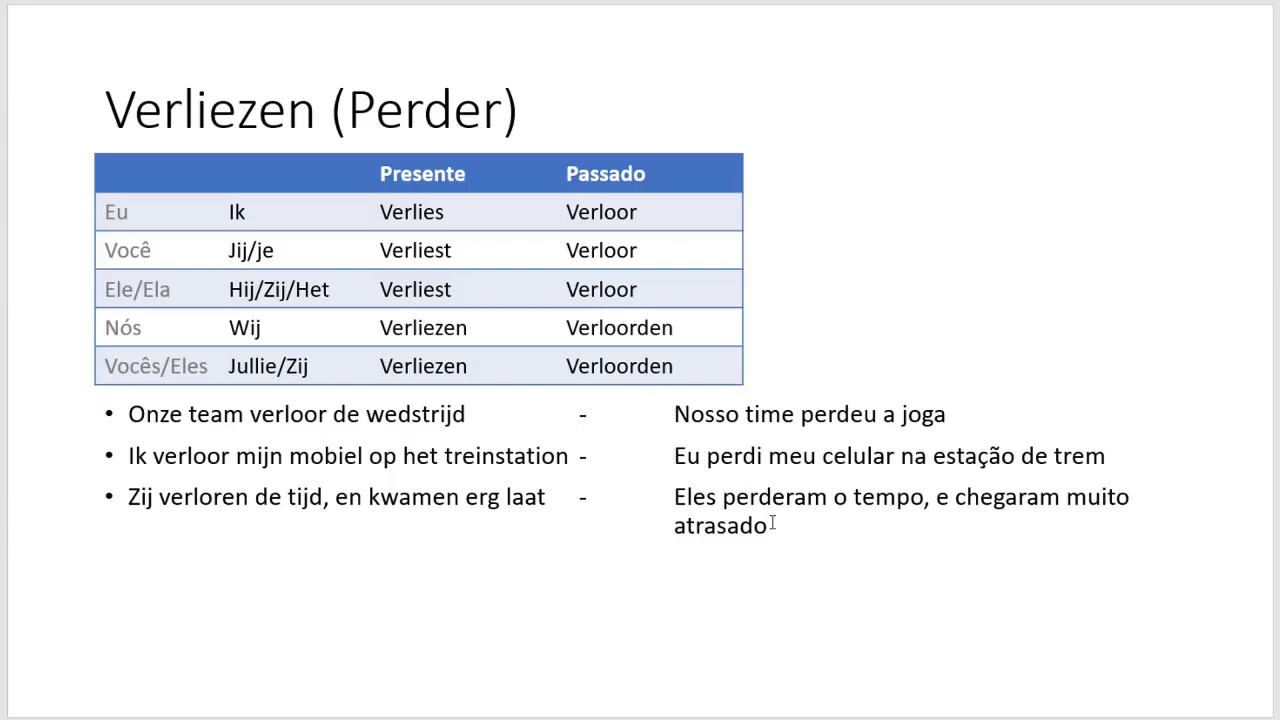 Verliezen (Perder)
Presente Passado
Eu Ik Verlies Verloor
Você Jij/je Verliest Verloor
Ele/Ela Hij/Zij/Het Verliest Verloor
Nós Wij Verliezen Verloorden
Vocês/Eles Jullie/Zij Verliezen Verloorden
• Onze team verloor de wedstrijd - Nosso time perdeu a joga
• Ik verloor mijn mobiel op het treinstation - Eu perdi meu celular na estação de trem
• Zij verloren de tijd, en kwamen erg laat - Eles perderam o tempo, e chegaram muito
atrasado